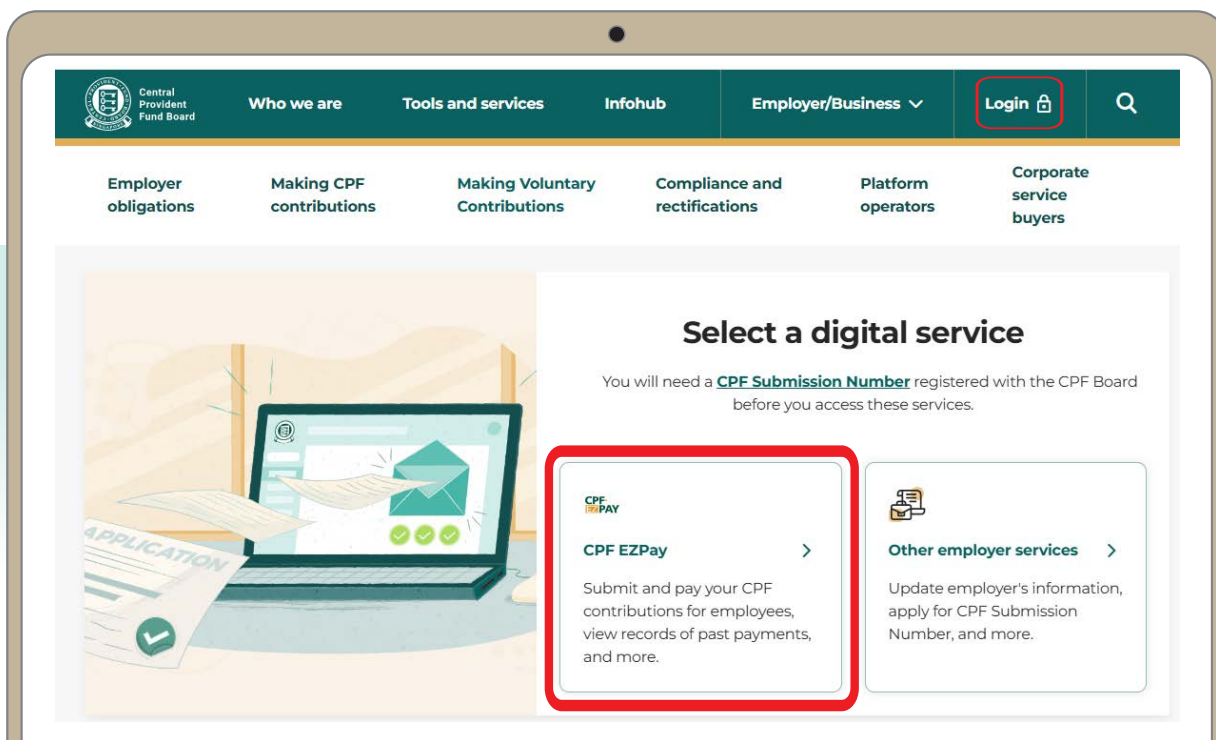 Central
Provident
Fund Board
Who we are
Tools and services
Infohub
Employer/Business
Login
Employer
obligations
Making CPF
contributions
Making Voluntary
Contributions
Compliance and
rectifications
Platform
operators
Corporate
service
buyers
Select a digital service
You will need a CPF Submission Number registered with the CPF Board
before you access these services.
CPF
EZPAY
CPF EZPay
Submit and pay your CPF
contributions for employees,
view records of past payments,
and more.
Other employer services
Update employer's information,
apply for CPF Submission
Number, and more.
APPLICATION